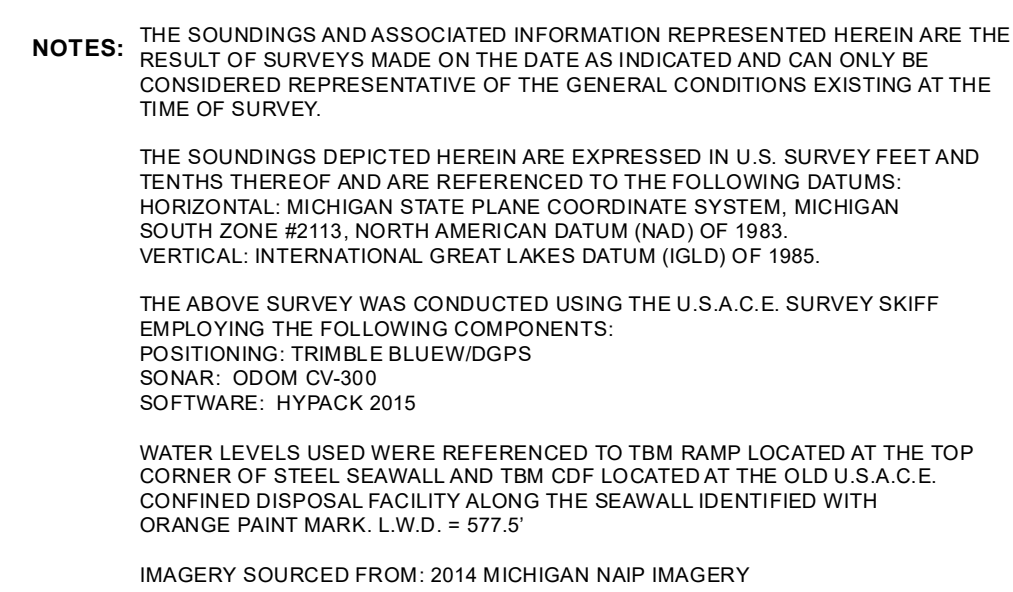 NOTES: THE SOUNDINGS AND ASSOCIATED INFORMATION REPRESENTED HEREIN ARE THE
RESULT OF SURVEYS MADE ON THE DATE AS INDICATED AND CAN ONLY BE
CONSIDERED REPRESENTATIVE OF THE GENERAL CONDITIONS EXISTING AT THE
TIME OF SURVEY.
THE SOUNDINGS DEPICTED HEREIN ARE EXPRESSED IN U.S. SURVEY FEET AND
TENTHS THEREOF AND ARE REFERENCED TO THE FOLLOWING DATUMS:
HORIZONTAL: MICHIGAN STATE PLANE COORDINATE SYSTEM, MICHIGAN
SOUTH ZONE #2113, NORTH AMERICAN DATUM (NAD) OF 1983.
VERTICAL: INTERNATIONAL GREAT LAKES DATUM (IGLD) OF 1985.
THE ABOVE SURVEY WAS CONDUCTED USING THE U.S.A.C.E. SURVEY SKIFF
EMPLOYING THE FOLLOWING COMPONENTS:
POSITIONING: TRIMBLE BLUEW/DGPS
SONAR: ODOM CV-300
SOFTWARE: HYPACK 2015
WATER LEVELS USED WERE REFERENCED TO TBM RAMP LOCATED AT THE TOP
CORNER OF STEEL SEAWALL AND TBM CDF LOCATED AT THE OLD U.S.A.C.E.
CONFINED DISPOSAL FACILITY ALONG THE SEAWALL IDENTIFIED WITH
ORANGE PAINT MARK. L.W.D. = 577.5’
IMAGERY SOURCED FROM: 2014 MICHIGAN NAIP IMAGERY